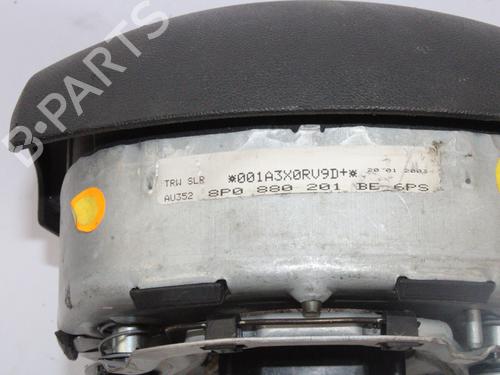 B-PARTS
TRW SLR *001A3X0RV9D+* 20 01 2003
AU352 8P0 880 201 BE 6PS